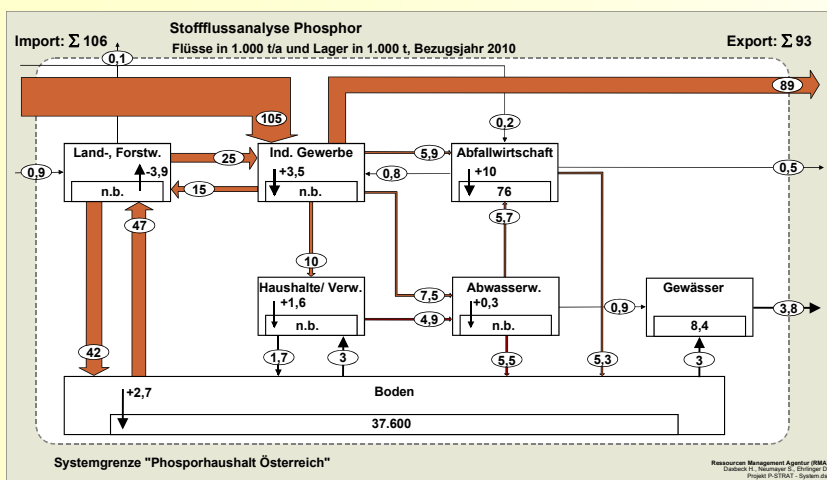 Stoffflussanalyse Phosphor
Import: Σ 106
Flüsse in 1.000 t/a und Lager in 1.000 t, Bezugsjahr 2010
Export: Σ 93
0,1
89
105
0,2
Land-, Forstw.
Ind. Gewerbe
Abfallwirtschaft
0,9
-3,9
n.b.
25
15
+3,5
n.b.
5,9
0,8
+10
76
0,5
47
10
5,7
7,5
Haushalte/ Verw.
+1,6
n.b.
4,9
Abwasserw.
+0,3
n.b.
0,9
Gewässer
8,4
3,8
42
1,7
3
5,5
5,3
3
Boden
+2,7
37.600
Systemgrenze "Phosporhaushalt Österreich"
Ressourcen Management Agentur (RMA
Daxbeck H., Neumayer S., Ehrlinger D
Projekt P-STRAT - System.ds